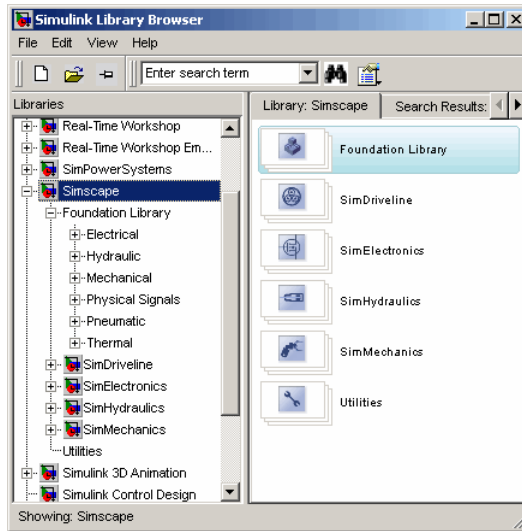 Simulink Library Browser
File Edit View Help
Enter search term
Libraries
Real-Time Workshop
Real-Time Workshop Em...
SimPowerSystems
Simscape
Foundation Library
Electrical
Hydraulic
Mechanical
Physical Signals
Pneumatic
Thermal
SimDriveline
SimElectronics
SimHydraulics
SimMechanics
Utilities
Simulink 3D Animation
Simulink Control Design
Library: Simscape
Search Results:
Foundation Library
SimDriveline
SimElectronics
SimHydraulics
SimMechanics
Utilities
Showing: Simscape